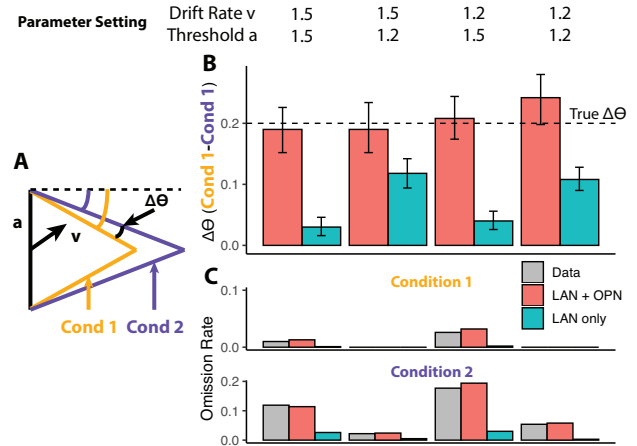 Parameter Setting
Drift Rate v 1.5 1.5 1.2 1.2
Threshold a 1.5 1.2 1.5 1.2
B
ΔΘ (Cond 1-Cond 1)
0.2
0.1
0.0
True ΔΘ
A
ΔΘ
a
v
Cond 1 Cond 2
C
Condition 1
Data
LAN + OPN
LAN only
Omission Rate
0.1
0.0
Condition 2
0.2
0.1
0.0